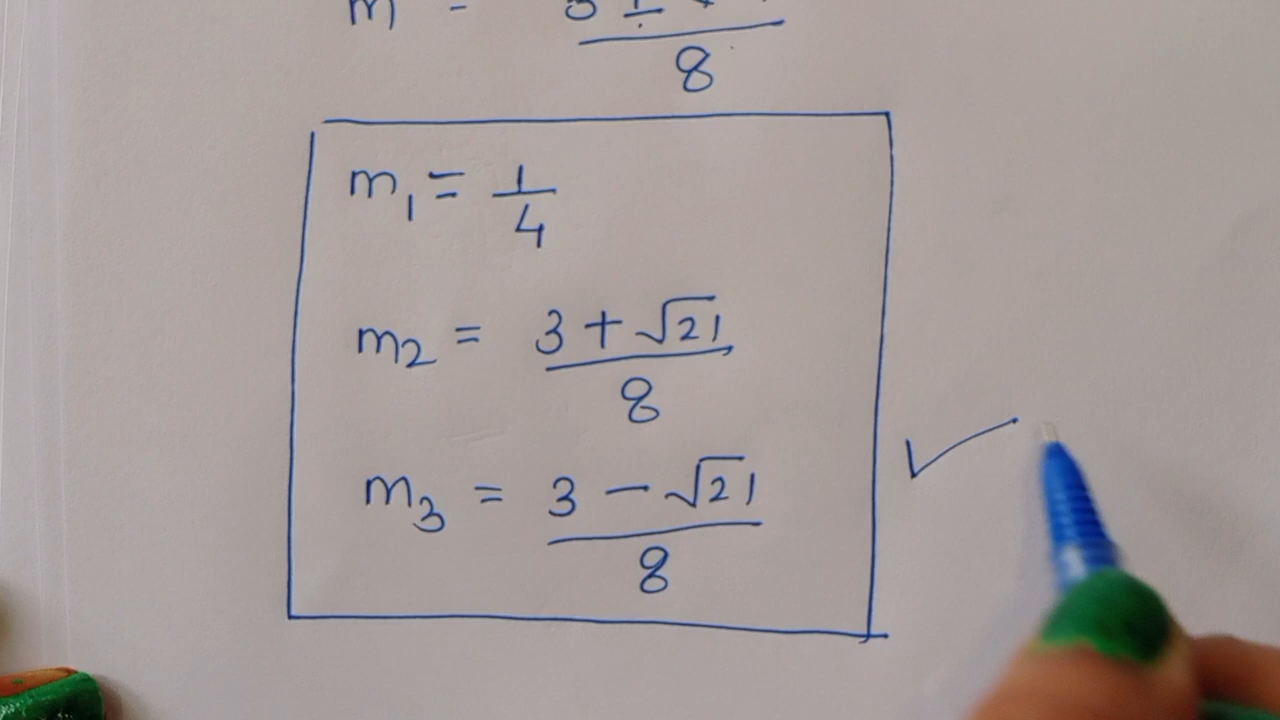 m =
8
m₁ = 1/4
m₂ = (3 + √21)/8
m₃ = (3 − √21)/8
✓